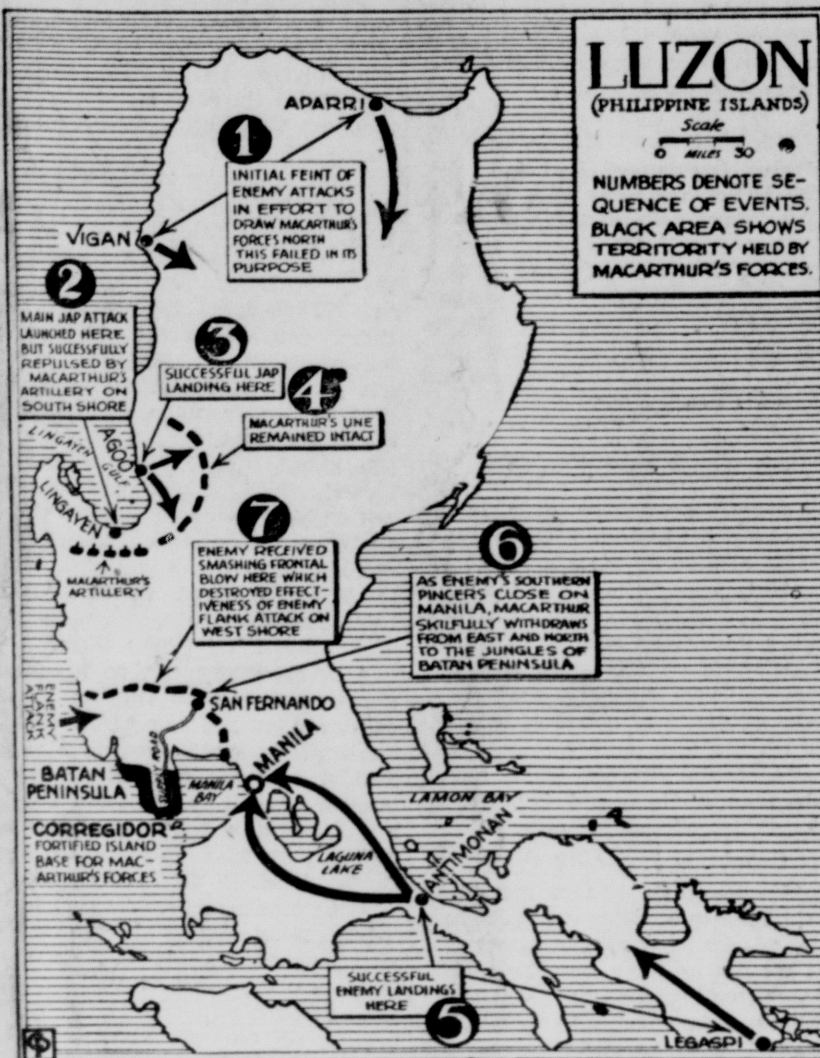 LUZON
(PHILIPPINE ISLANDS)
Scale
0 MILES 30
NUMBERS DENOTE SE-
QUENCE OF EVENTS.
BLACK AREA SHOWS
TERRITORITY HELD BY
MACARTHUR'S FORCES.
APARRI
1
INITIAL FEINT OF
ENEMY ATTACKS
IN EFFORT TO
DRAW MACARTHUR'S
FORCES NORTH
THIS FAILED IN ITS
PURPOSE
VIGAN
2
MAIN JAP ATTACK
LAUNCHED HERE
BUT SUCCESSFULLY
REPULSED BY
MACARTHUR'S
ARTILLERY ON
SOUTH SHORE
3
SUCCESSFUL JAP
LANDING HERE
4
MACARTHUR'S LINE
REMAINED INTACT
LINGAYEN GULF
AGOO
LINGAYEN
MACARTHUR'S
ARTILLERY
7
ENEMY RECEIVED
SMASHING FRONTAL
BLOW HERE WHICH
DESTROYED EFFECT-
IVENESS OF ENEMY
FLANK ATTACK ON
WEST SHORE
6
AS ENEMY'S SOUTHERN
PINCERS CLOSE ON
MANILA, MACARTHUR
SKILFULLY WITHDRAWS
FROM EAST AND NORTH
TO THE JUNGLES OF
BATAN PENINSULA
ENEMY
FLANK
ATTACK
SAN FERNANDO
SUPPLY ROAD
MANILA
BATAN
PENINSULA
MANILA
BAY
CORREGIDOR
FORTIFIED ISLAND
BASE FOR MAC-
ARTHUR'S FORCES
LAGUNA
LAKE
LAMON BAY
ANTIMONAN
SUCCESSFUL
ENEMY LANDINGS
HERE
5
LEGASPI
CP